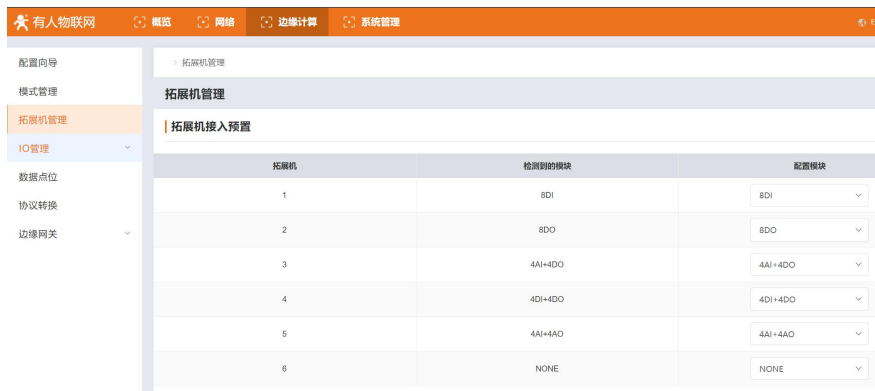 有人物联网 概览 网络 边缘计算 系统管理
配置向导
模式管理
拓展机管理
IO管理
数据点位
协议转换
边缘网关
> 拓展机管理
拓展机管理
拓展机接入预置
拓展机 检测到的模块 配置模块
1 8DI 8DI
2 8DO 8DO
3 4AI+4DO 4AI+4DO
4 4DI+4DO 4DI+4DO
5 4AI+4AO 4AI+4AO
6 NONE NONE